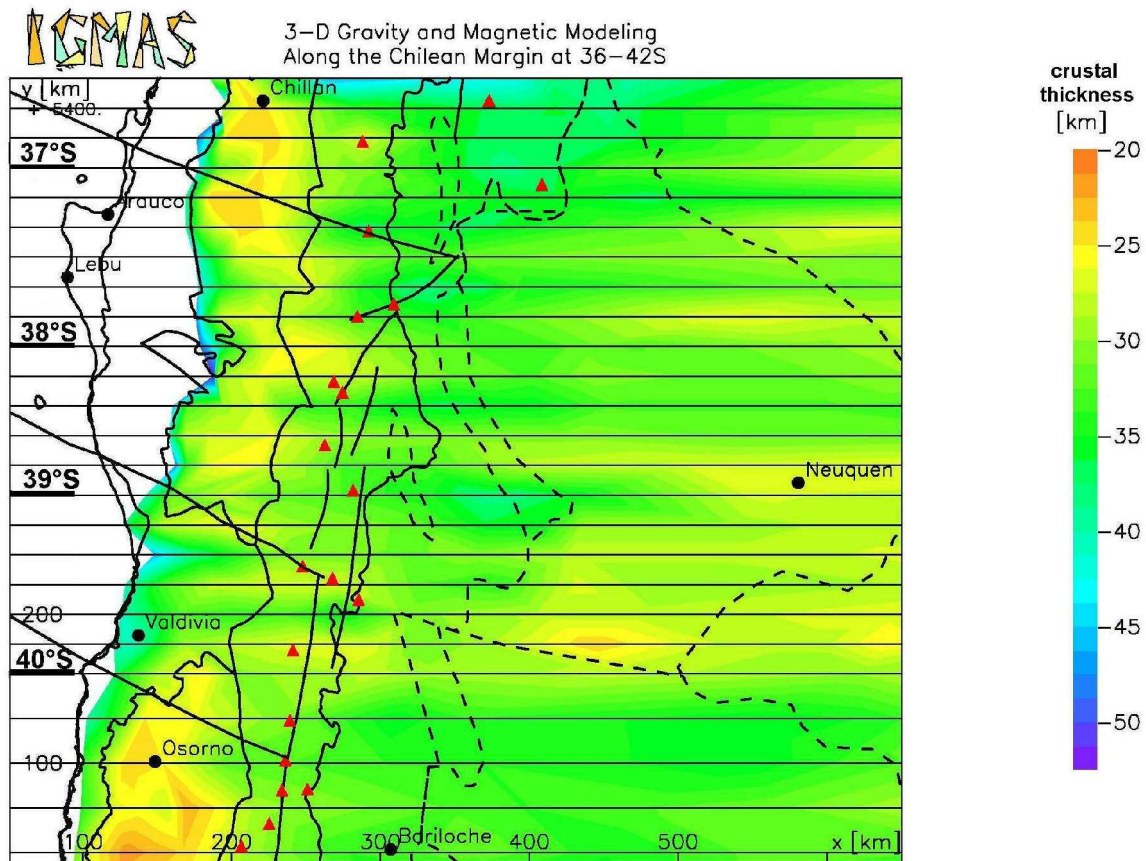 IGMAS
3-D Gravity and Magnetic Modeling
Along the Chilean Margin at 36-42S
y [km]
+ 5400.
Chillan
37°S
Arauco
Lebu
38°S
39°S
Neuquen
200
Valdivia
40°S
Osorno
100
Bariloche
100 200 300 400 500 x [km]
crustal
thickness
[km]
-20
-25
-30
-35
-40
-45
-50